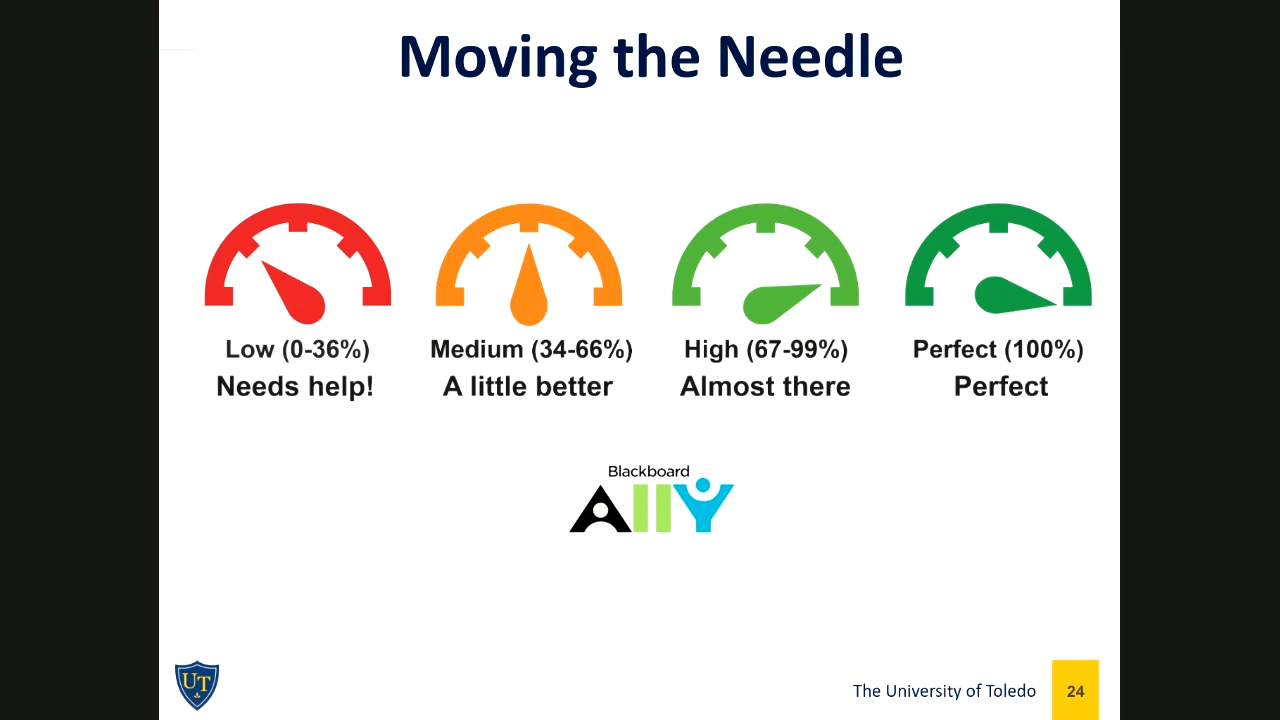 Moving the Needle
Low (0-36%)
Needs help!
Medium (34-66%)
A little better
High (67-99%)
Almost there
Perfect (100%)
Perfect
Blackboard
Ally
UT
The University of Toledo
24